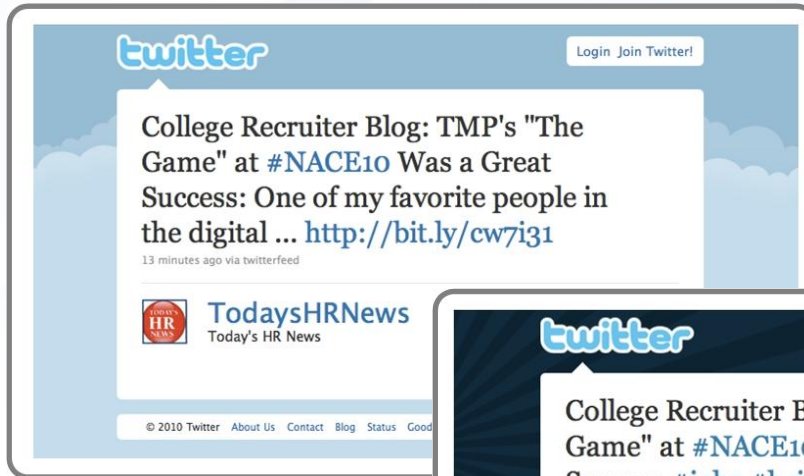 twitter
Login Join Twitter!
College Recruiter Blog: TMP's "The
Game" at #NACE10 Was a Great
Success: One of my favorite people in
the digital ... http://bit.ly/cw7i31
13 minutes ago via twitterfeed
TODAY'S
HR
NEWS
TodaysHRNews
Today's HR News
© 2010 Twitter About Us Contact Blog Status
twitter
College Recruiter
Game" at